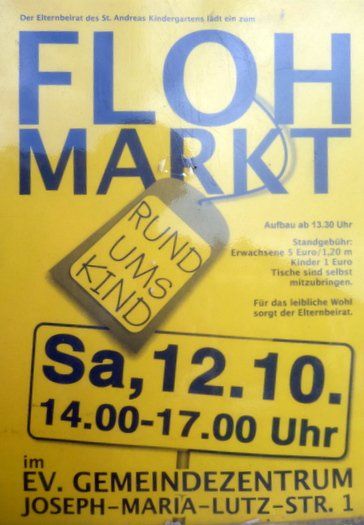 Der Elternbeirat des St. Andreas Kindergartens lädt ein zum
FLOH
MARKT
RUND
UMS
KIND
Aufbau ab 13.30 Uhr
Standgebühr:
Erwachsene 5 Euro/1,20 m
Kinder 1 Euro
Tische sind selbst
mitzubringen.
Für das leibliche Wohl
sorgt der Elternbeirat.
Sa, 12.10.
14.00-17.00 Uhr
im
EV. GEMEINDEZENTRUM
JOSEPH-MARIA-LUTZ-STR. 1